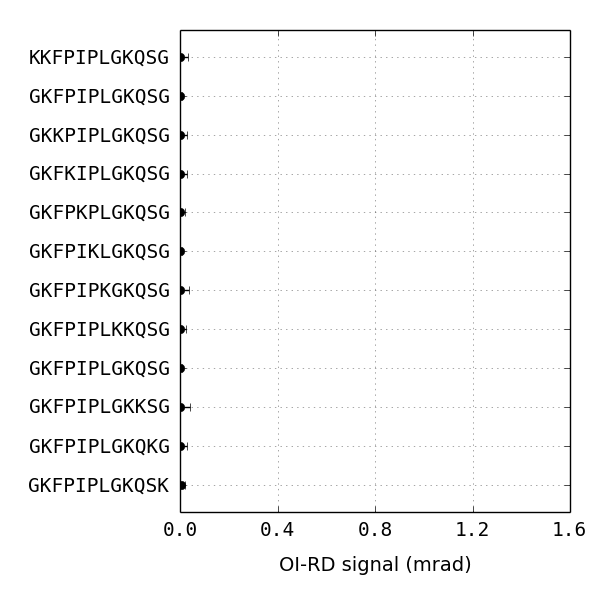 KKFPIPLGKQSG
GKFPIPLGKQSG
GKKPIPLGKQSG
GKFKIPLGKQSG
GKFPKPLGKQSG
GKFPIKLGKQSG
GKFPIPKGKQSG
GKFPIPLKKQSG
GKFPIPLGKQSG
GKFPIPLGKKSG
GKFPIPLGKQKG
GKFPIPLGKQSK
0.0 0.4 0.8 1.2 1.6
OI-RD signal (mrad)